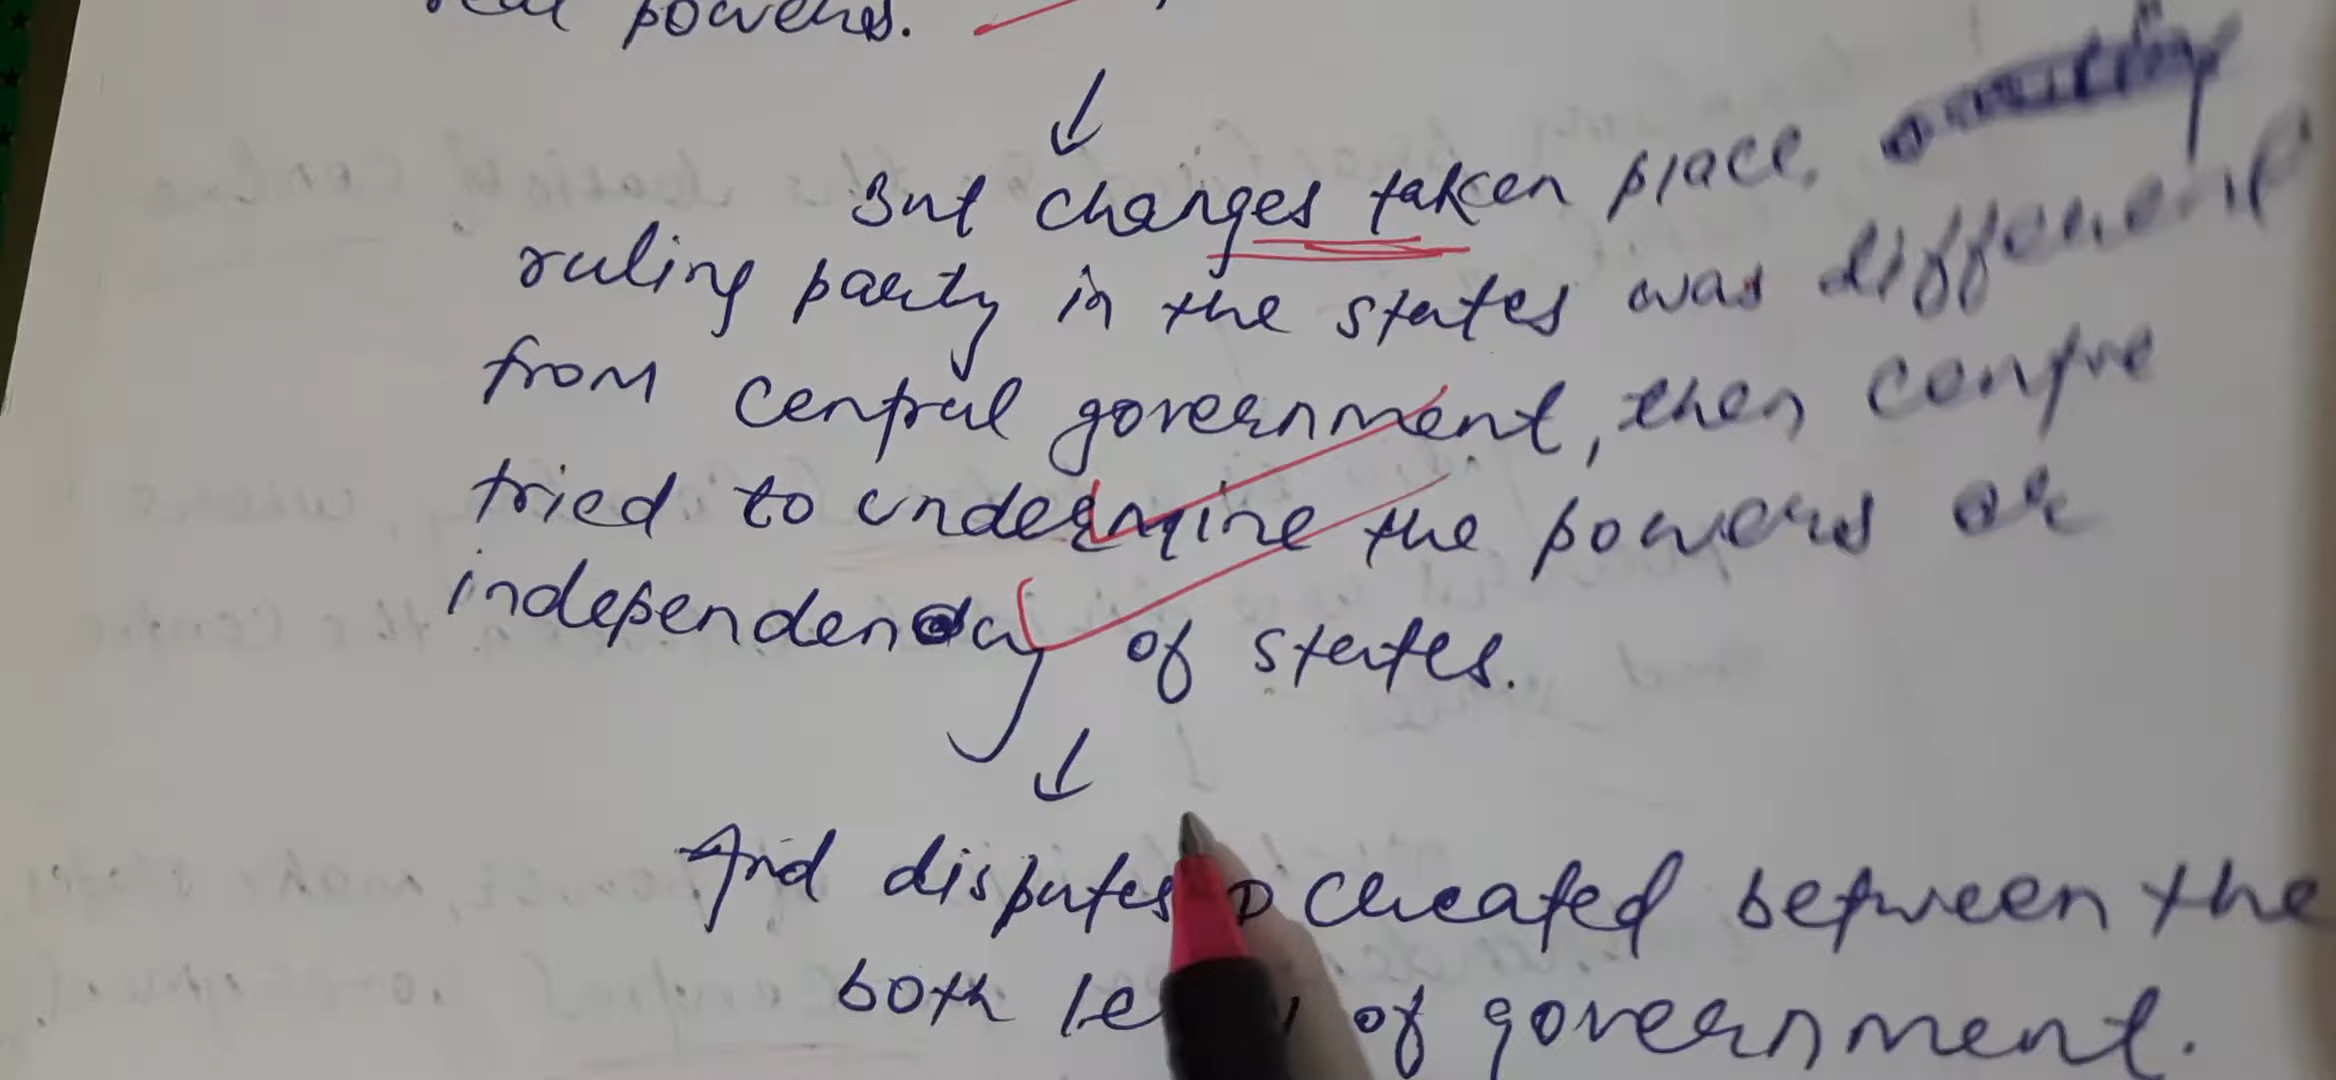 powers.
But changes taken place.
ruling party in the states was different
from central government, then centre
tried to undermine the powers or
independency of states.
And disputes created between the
both of government.